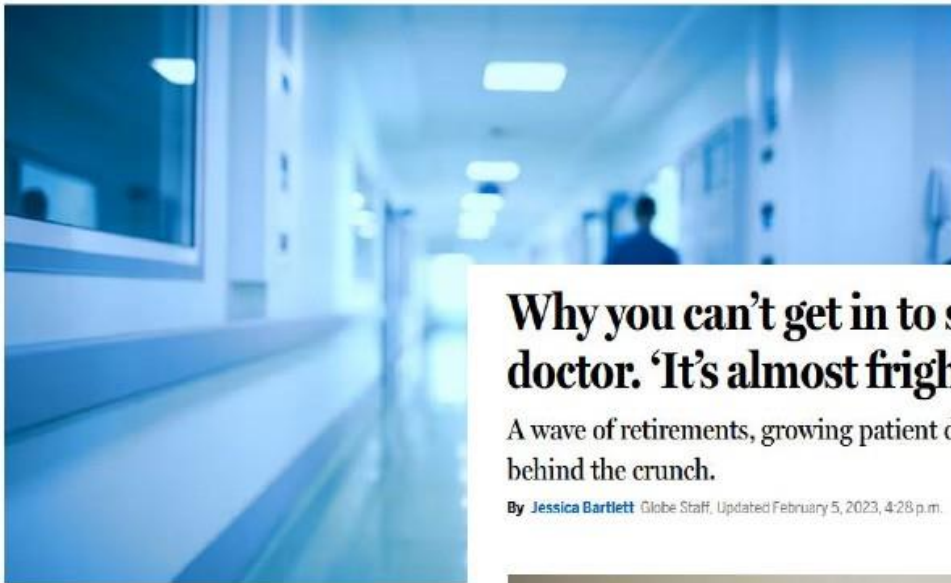 Why you can't get in to
doctor. 'It's almost
A wave of retirements, growing patient
behind the crunch.
By Jessica Bartlett Globe Staff, Updated February 5, 2023, 4:28 p.m.